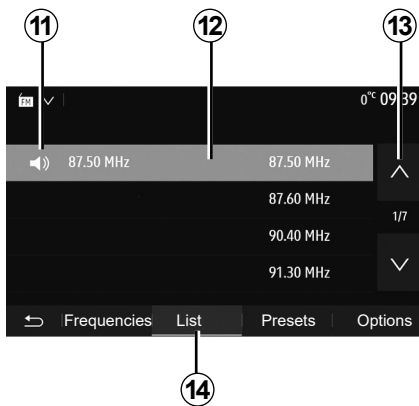 11 12 13
FM 0°C 09:39
87.50 MHz 87.50 MHz
87.60 MHz
1/7
90.40 MHz
91.30 MHz
Frequencies List Presets Options
14